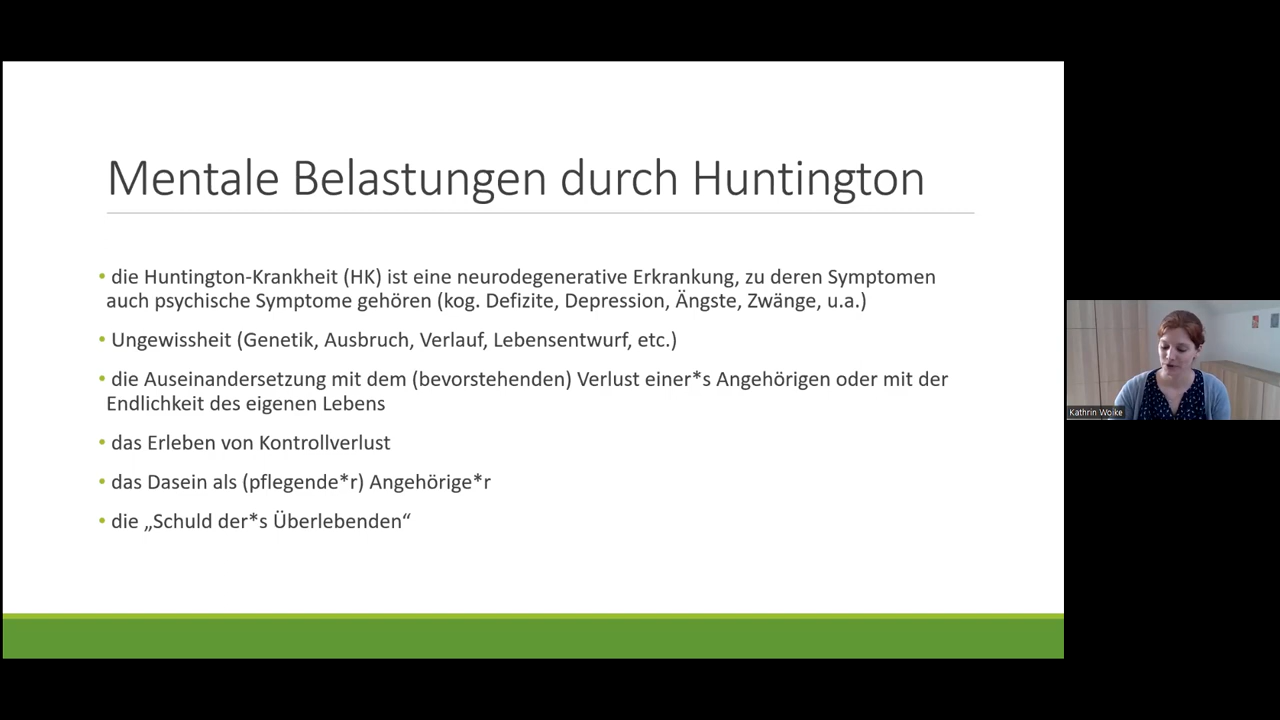 Mentale Belastungen durch Huntington
• die Huntington-Krankheit (HK) ist eine neurodegenerative Erkrankung, zu deren Symptomen
auch psychische Symptome gehören (kog. Defizite, Depression, Ängste, Zwänge, u.a.)
• Ungewissheit (Genetik, Ausbruch, Verlauf, Lebensentwurf, etc.)
• die Auseinandersetzung mit dem (bevorstehenden) Verlust einer*s Angehörigen oder mit der
Endlichkeit des eigenen Lebens
• das Erleben von Kontrollverlust
• das Dasein als (pflegende*r) Angehörige*r
• die „Schuld der*s Überlebenden“
Kathrin Woike